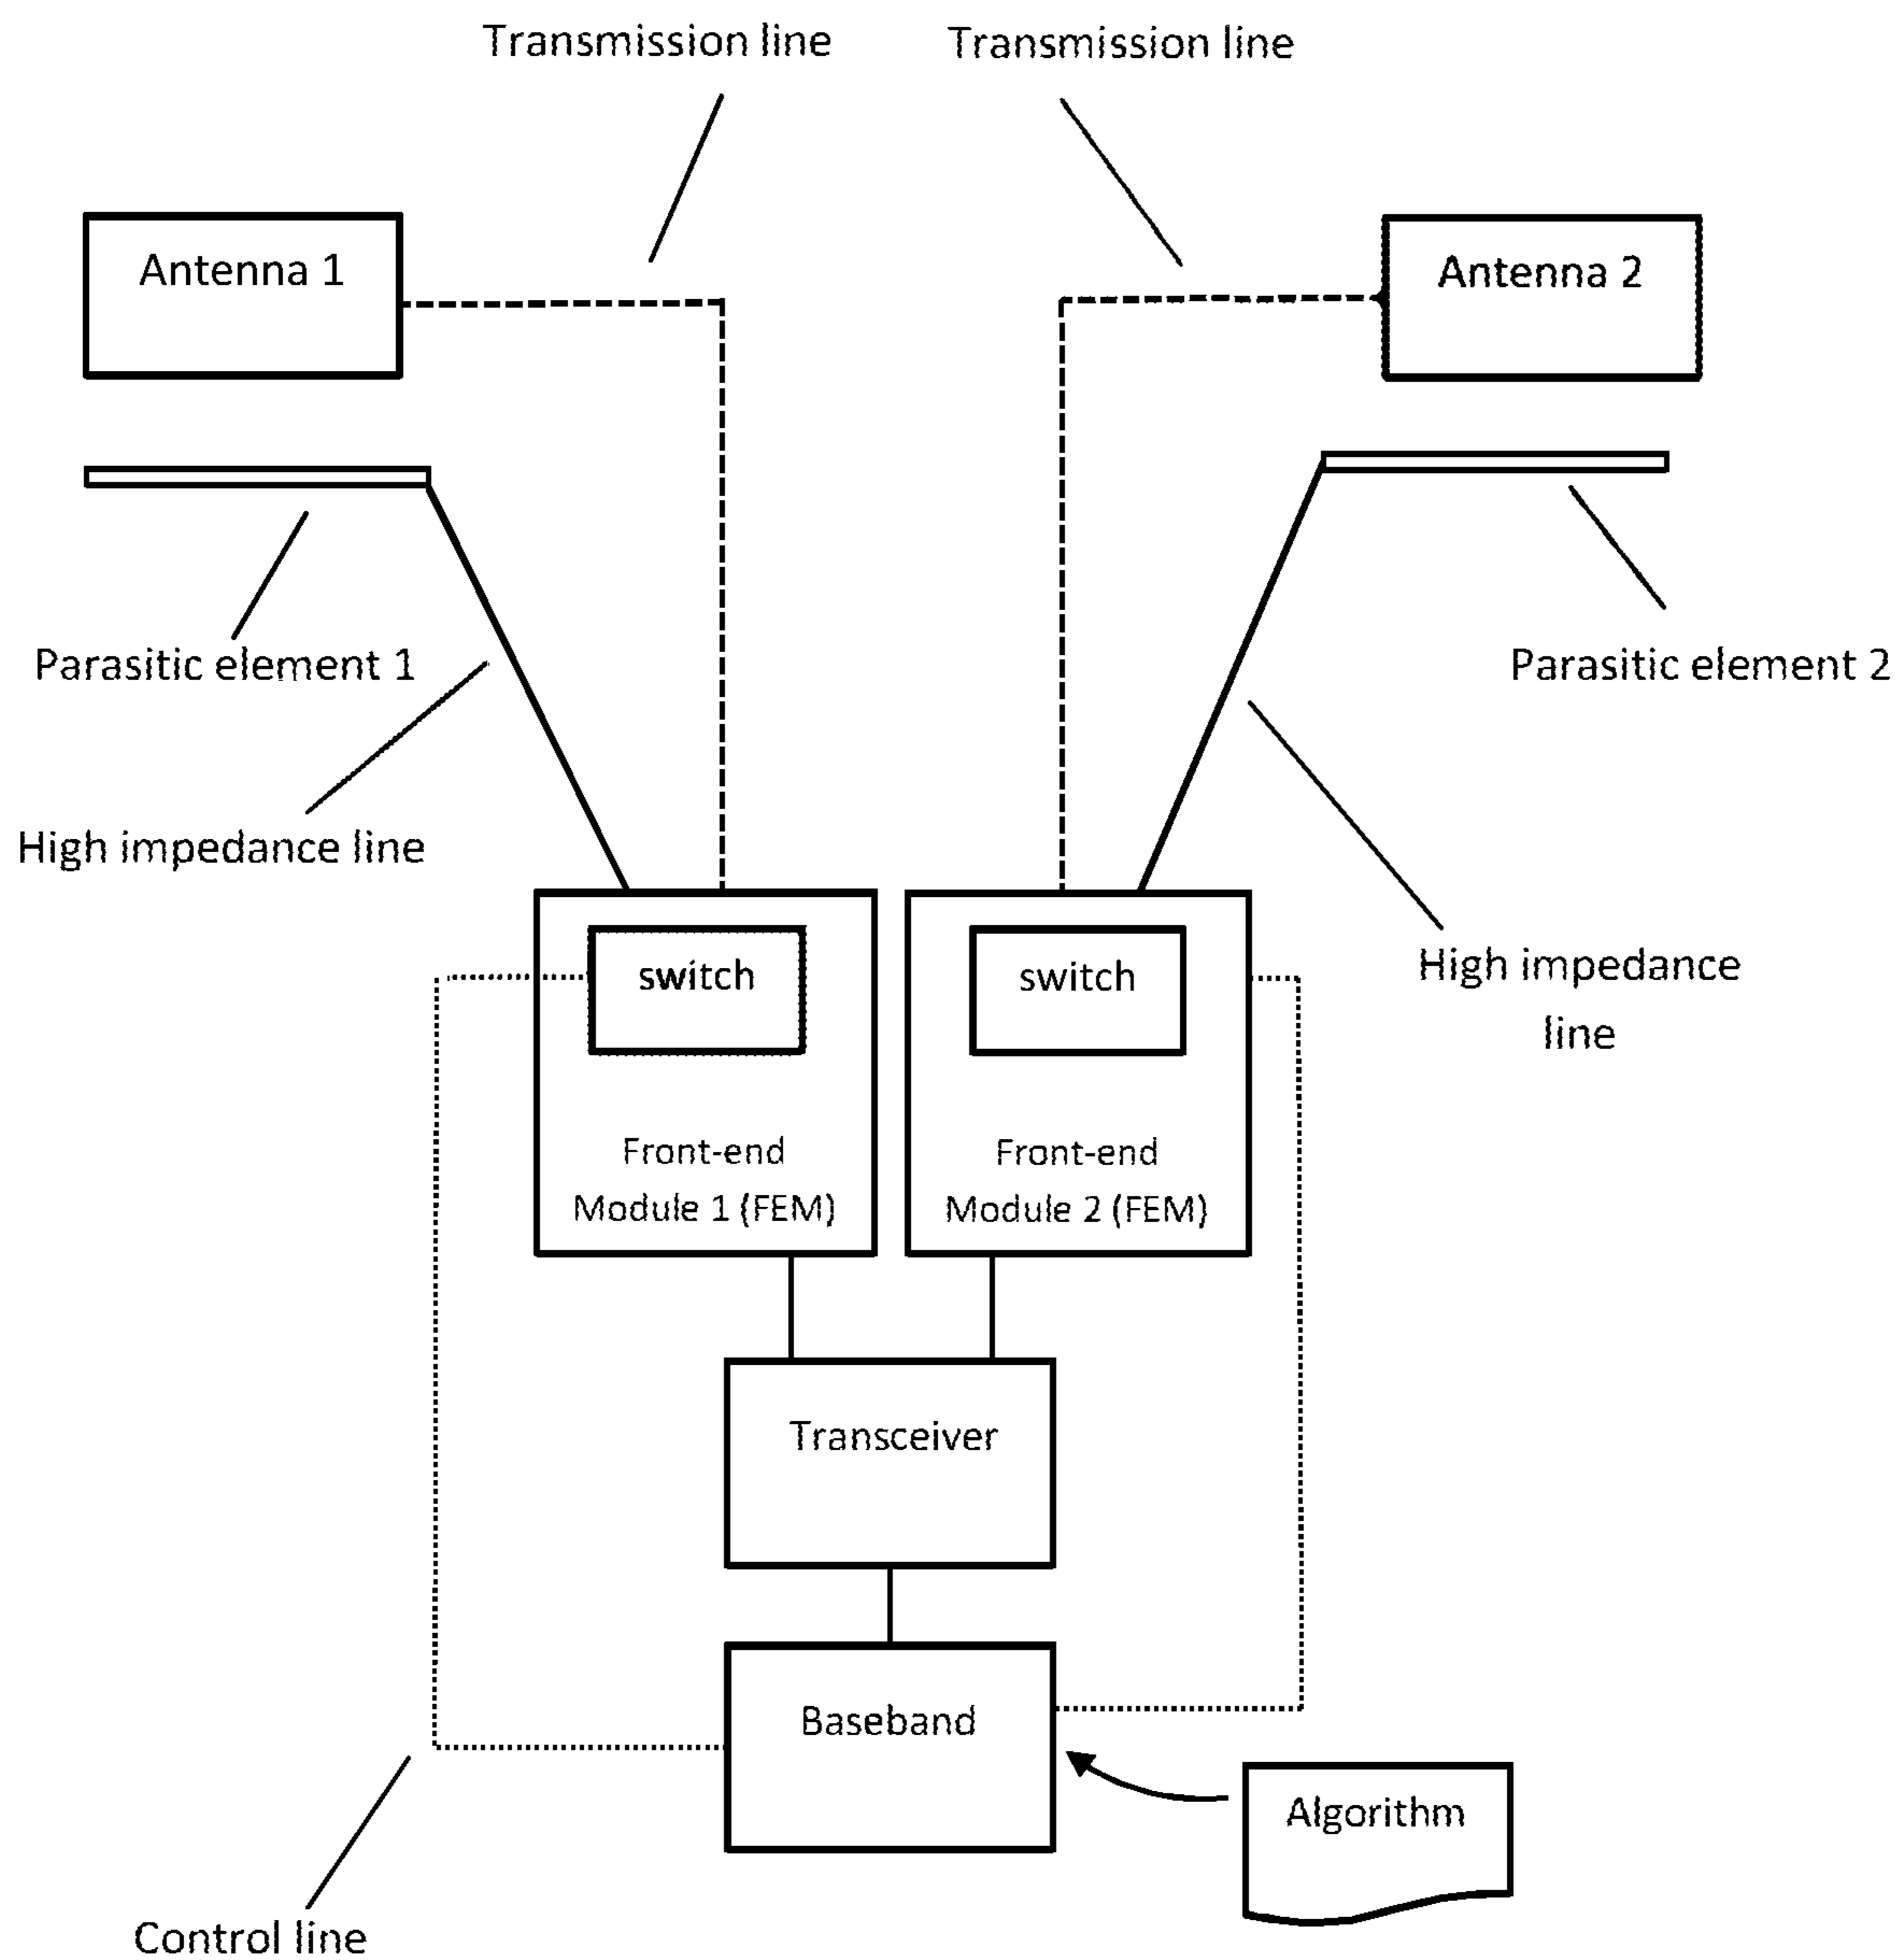 Transmission line
Transmission line
Antenna 1
Antenna 2
Parasitic element 1
Parasitic element 2
High impedance line
High impedance
line
switch
switch
Front-end
Module 1 (FEM)
Front-end
Module 2 (FEM)
Transceiver
Baseband
Algorithm
Control line